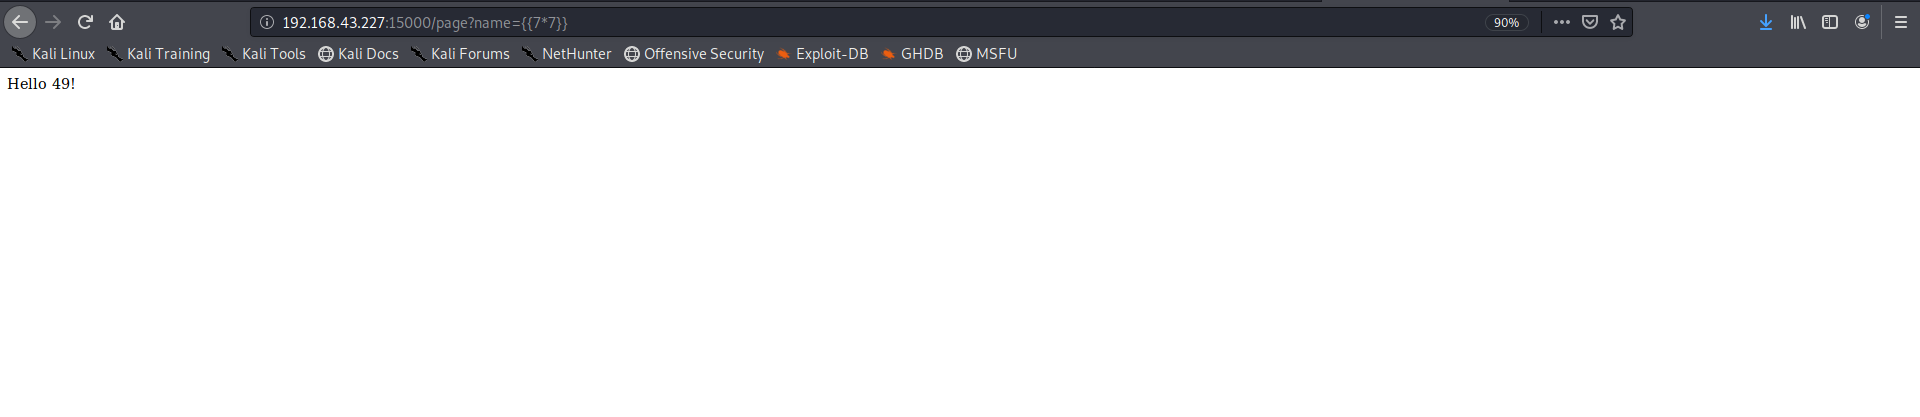 192.168.43.227:15000/page?name={{7*7}} 90%
Kali Linux Kali Training Kali Tools Kali Docs Kali Forums NetHunter Offensive Security Exploit-DB GHDB MSFU
Hello 49!